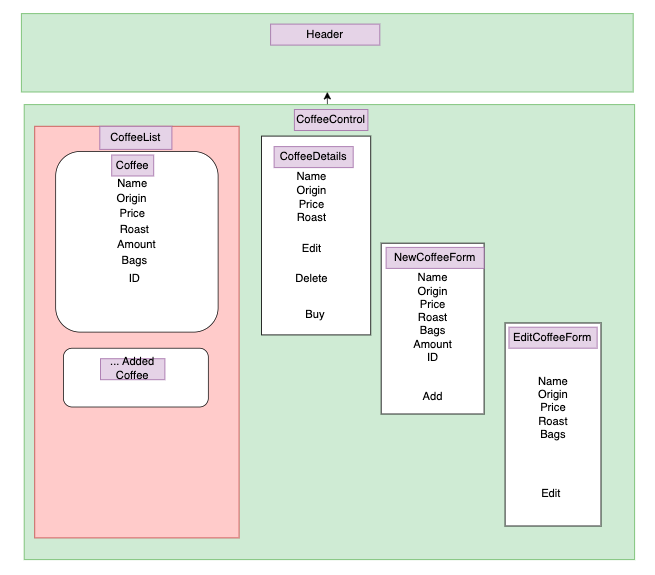 Header
CoffeeControl
CoffeeList
Coffee
Name
Origin
Price
Roast
Amount
Bags
ID
... Added
Coffee
CoffeeDetails
Name
Origin
Price
Roast
Edit
Delete
Buy
NewCoffeeForm
Name
Origin
Price
Roast
Bags
Amount
ID
Add
EditCoffeeForm
Name
Origin
Price
Roast
Bags
Edit